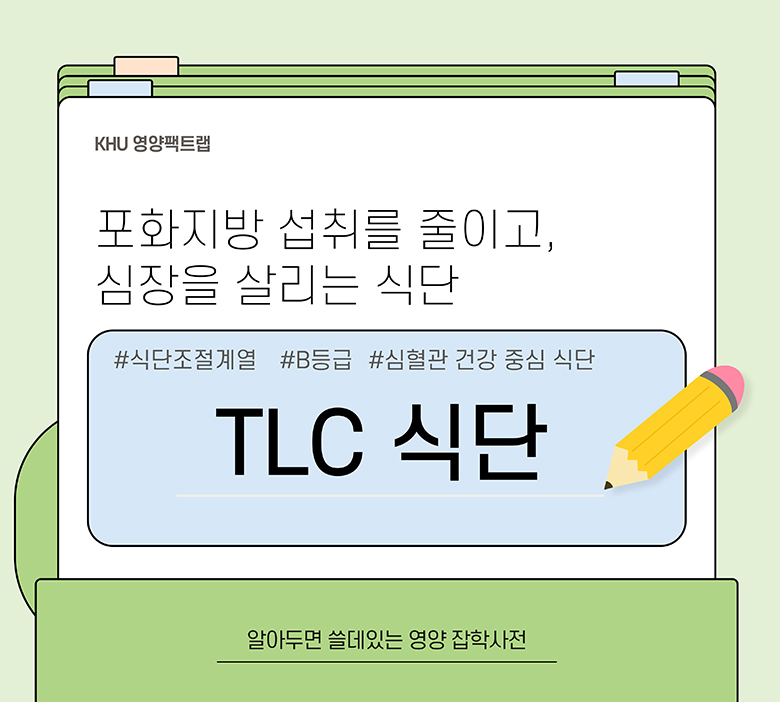 KHU 영양팩트랩
포화지방 섭취를 줄이고,
심장을 살리는 식단
#식단조절계열 #B등급 #심혈관 건강 중심 식단
TLC 식단
알아두면 쓸데있는 영양 잡학사전